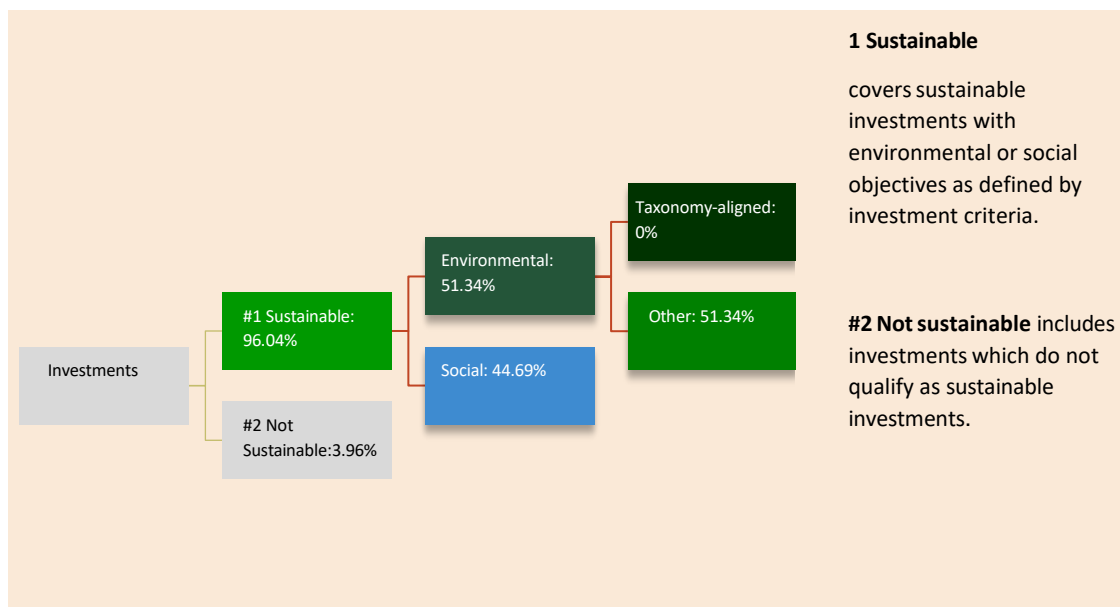 Investments
#1 Sustainable:
96.04%
#2 Not
Sustainable:3.96%
Environmental:
51.34%
Social: 44.69%
Taxonomy-aligned:
0%
Other: 51.34%
1 Sustainable
covers sustainable
investments with
environmental or social
objectives as defined by
investment criteria.
#2 Not sustainable includes
investments which do not
qualify as sustainable
investments.